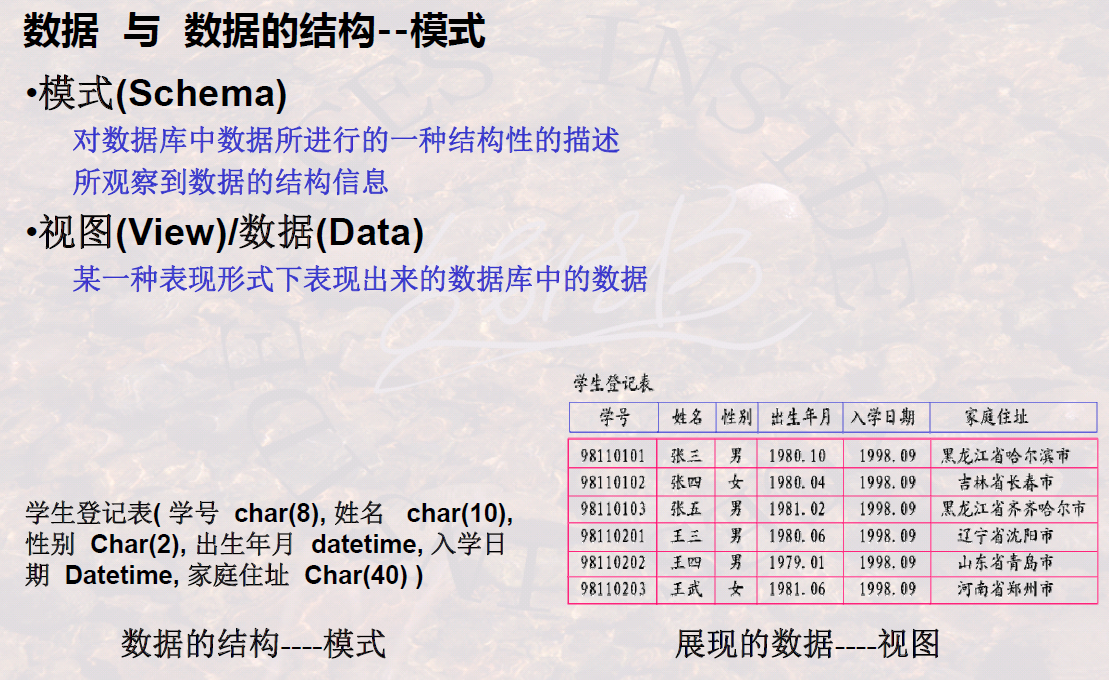 数据 与 数据的结构--模式
•模式(Schema)
对数据库中数据所进行的一种结构性的描述
所观察到数据的结构信息
•视图(View)/数据(Data)
某一种表现形式下表现出来的数据库中的数据
学生登记表
学号 姓名 性别 出生年月 入学日期 家庭住址
98110101 张三 男 1980.10 1998.09 黑龙江省哈尔滨市
98110102 张四 女 1980.04 1998.09 吉林省长春市
98110103 张五 男 1981.02 1998.09 黑龙江省齐齐哈尔市
98110201 王三 男 1980.06 1998.09 辽宁省沈阳市
98110202 王四 男 1979.01 1998.09 山东省青岛市
98110203 王武 女 1981.06 1998.09 河南省郑州市
学生登记表( 学号 char(8), 姓名 char(10),
性别 Char(2), 出生年月 datetime, 入学日
期 Datetime, 家庭住址 Char(40) )
数据的结构----模式
展现的数据----视图